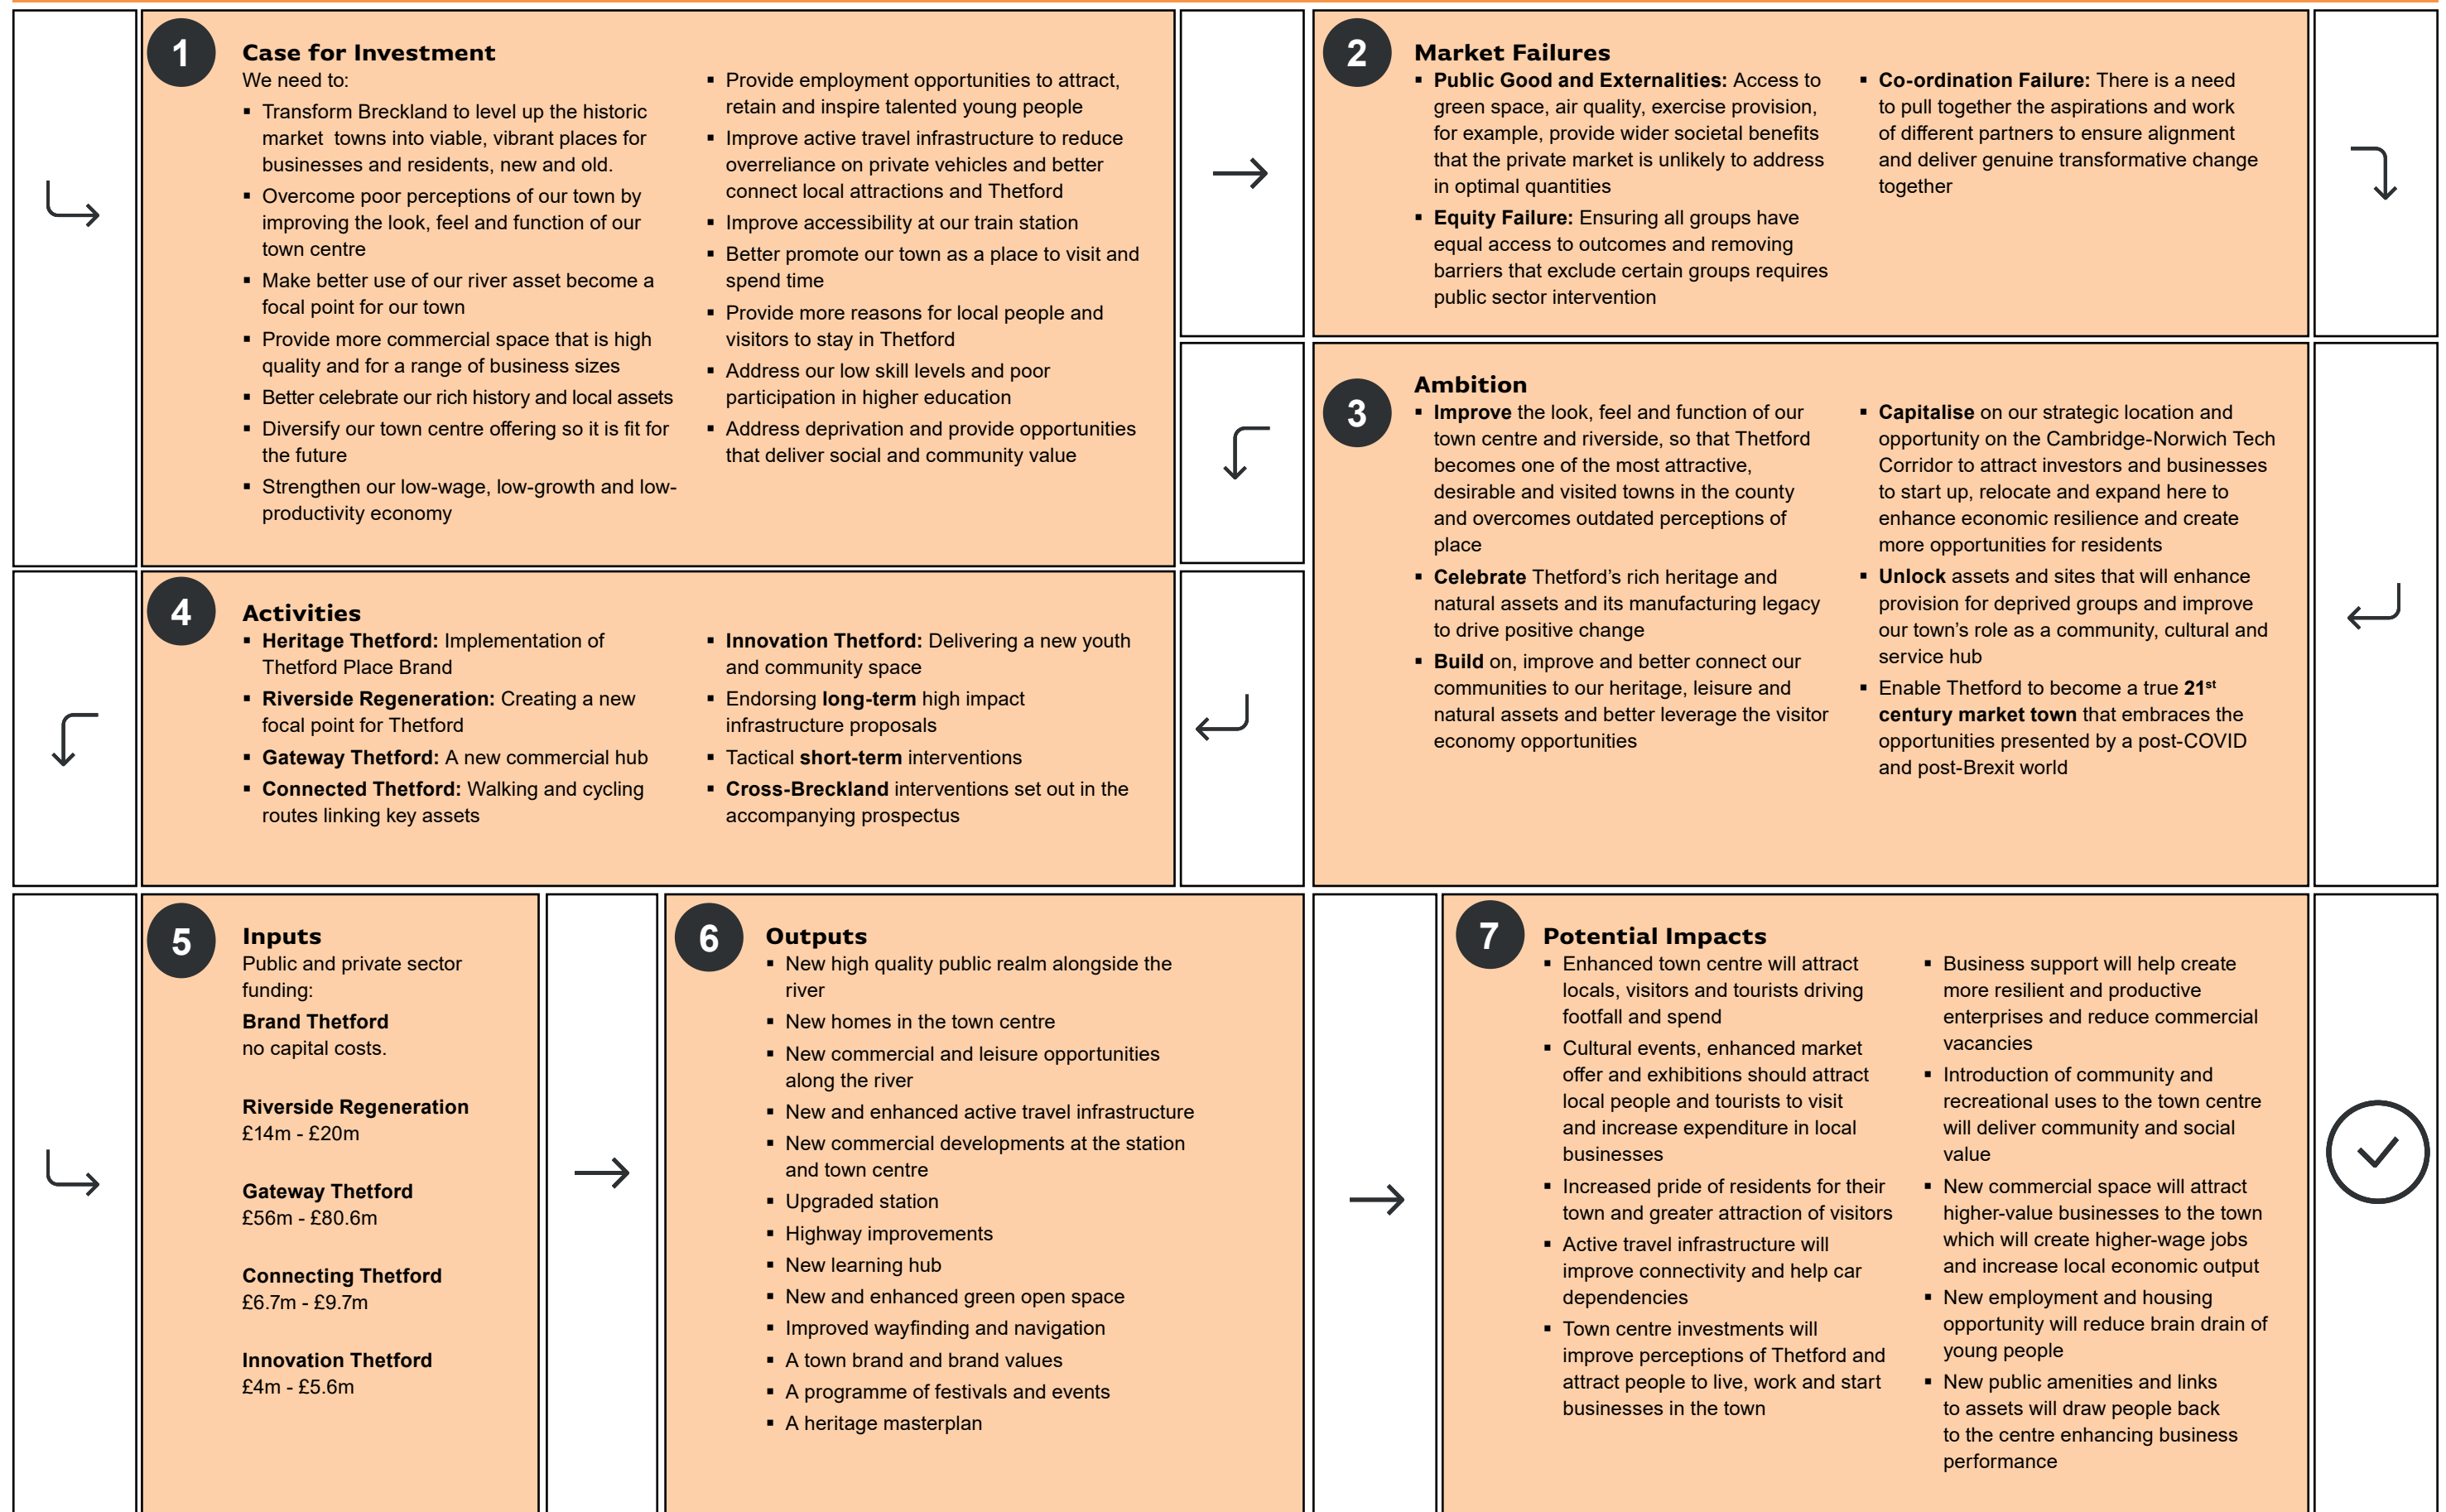 1
Case for Investment
We need to:
▪ Transform Breckland to level up the historic
market towns into viable, vibrant places for
businesses and residents, new and old.
▪ Overcome poor perceptions of our town by
improving the look, feel and function of our
town centre
▪ Make better use of our river asset become a
focal point for our town
▪ Provide more commercial space that is high
quality and for a range of business sizes
▪ Better celebrate our rich history and local assets
▪ Diversify our town centre offering so it is fit for
the future
▪ Strengthen our low-wage, low-growth and low-
productivity economy
▪ Provide employment opportunities to attract,
retain and inspire talented young people
▪ Improve active travel infrastructure to reduce
overreliance on private vehicles and better
connect local attractions and Thetford
▪ Improve accessibility at our train station
▪ Better promote our town as a place to visit and
spend time
▪ Provide more reasons for local people and
visitors to stay in Thetford
▪ Address our low skill levels and poor
participation in higher education
▪ Address deprivation and provide opportunities
that deliver social and community value
2
Market Failures
▪ Public Good and Externalities: Access to
green space, air quality, exercise provision,
for example, provide wider societal benefits
that the private market is unlikely to address
in optimal quantities
▪ Equity Failure: Ensuring all groups have
equal access to outcomes and removing
barriers that exclude certain groups requires
public sector intervention
▪ Co-ordination Failure: There is a need
to pull together the aspirations and work
of different partners to ensure alignment
and deliver genuine transformative change
together
3
Ambition
▪ Improve the look, feel and function of our
town centre and riverside, so that Thetford
becomes one of the most attractive,
desirable and visited towns in the county
and overcomes outdated perceptions of
place
▪ Celebrate Thetford’s rich heritage and
natural assets and its manufacturing legacy
to drive positive change
▪ Build on, improve and better connect our
communities to our heritage, leisure and
natural assets and better leverage the visitor
economy opportunities
▪ Capitalise on our strategic location and
opportunity on the Cambridge-Norwich Tech
Corridor to attract investors and businesses
to start up, relocate and expand here to
enhance economic resilience and create
more opportunities for residents
▪ Unlock assets and sites that will enhance
provision for deprived groups and improve
our town’s role as a community, cultural and
service hub
▪ Enable Thetford to become a true 21st
century market town that embraces the
opportunities presented by a post-COVID
and post-Brexit world
4
Activities
▪ Heritage Thetford: Implementation of
Thetford Place Brand
▪ Riverside Regeneration: Creating a new
focal point for Thetford
▪ Gateway Thetford: A new commercial hub
▪ Connected Thetford: Walking and cycling
routes linking key assets
▪ Innovation Thetford: Delivering a new youth
and community space
▪ Endorsing long-term high impact
infrastructure proposals
▪ Tactical short-term interventions
▪ Cross-Breckland interventions set out in the
accompanying prospectus
5
Inputs
Public and private sector
funding:
Brand Thetford
no capital costs.
Riverside Regeneration
£14m - £20m
Gateway Thetford
£56m - £80.6m
Connecting Thetford
£6.7m - £9.7m
Innovation Thetford
£4m - £5.6m
6
Outputs
▪ New high quality public realm alongside the
river
▪ New homes in the town centre
▪ New commercial and leisure opportunities
along the river
▪ New and enhanced active travel infrastructure
▪ New commercial developments at the station
and town centre
▪ Upgraded station
▪ Highway improvements
▪ New learning hub
▪ New and enhanced green open space
▪ Improved wayfinding and navigation
▪ A town brand and brand values
▪ A programme of festivals and events
▪ A heritage masterplan
7
Potential Impacts
▪ Enhanced town centre will attract
locals, visitors and tourists driving
footfall and spend
▪ Cultural events, enhanced market
offer and exhibitions should attract
local people and tourists to visit
and increase expenditure in local
businesses
▪ Increased pride of residents for their
town and greater attraction of visitors
▪ Active travel infrastructure will
improve connectivity and help car
dependencies
▪ Town centre investments will
improve perceptions of Thetford and
attract people to live, work and start
businesses in the town
▪ Business support will help create
more resilient and productive
enterprises and reduce commercial
vacancies
▪ Introduction of community and
recreational uses to the town centre
will deliver community and social
value
▪ New commercial space will attract
higher-value businesses to the town
which will create higher-wage jobs
and increase local economic output
▪ New employment and housing
opportunity will reduce brain drain of
young people
▪ New public amenities and links
to assets will draw people back
to the centre enhancing business
performance